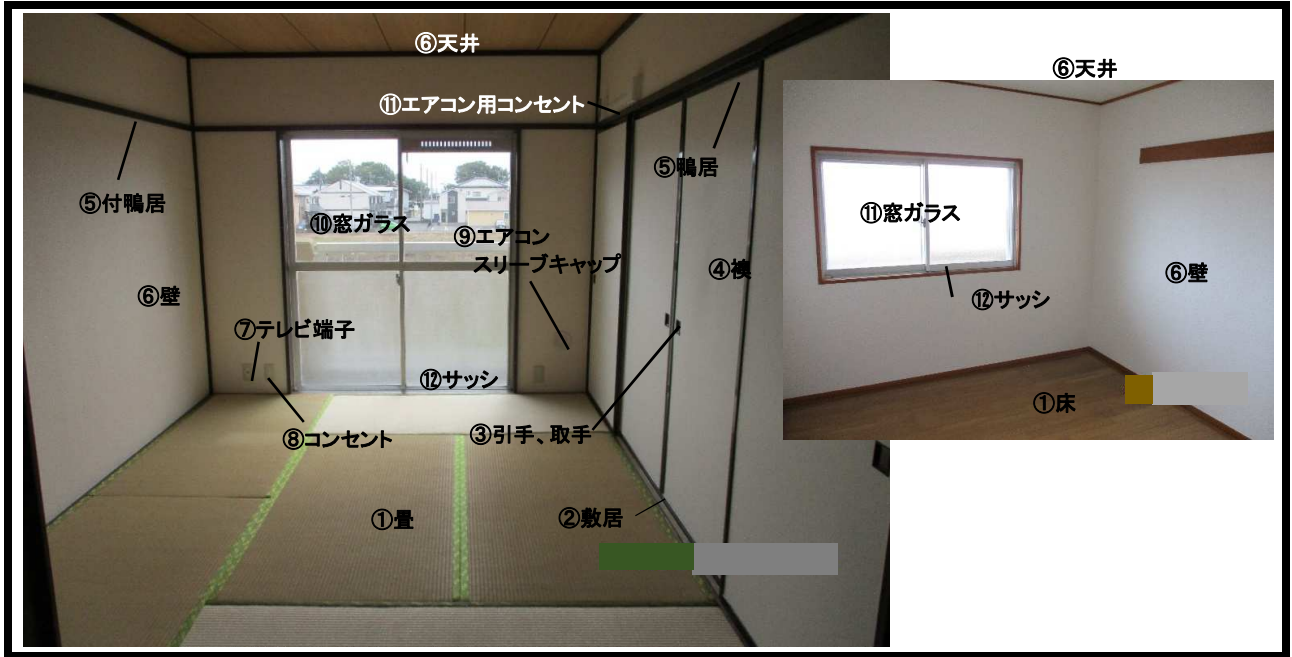 ⑥天井
⑥天井
⑪エアコン用コンセント
⑤鴨居
⑤付鴨居
⑪窓ガラス
⑩窓ガラス
⑨エアコン
スリーブキャップ
④襖
⑥壁
⑥壁
⑫サッシ
⑦テレビ端子
⑫サッシ
①床
⑧コンセント
③引手、取手
①畳
②敷居